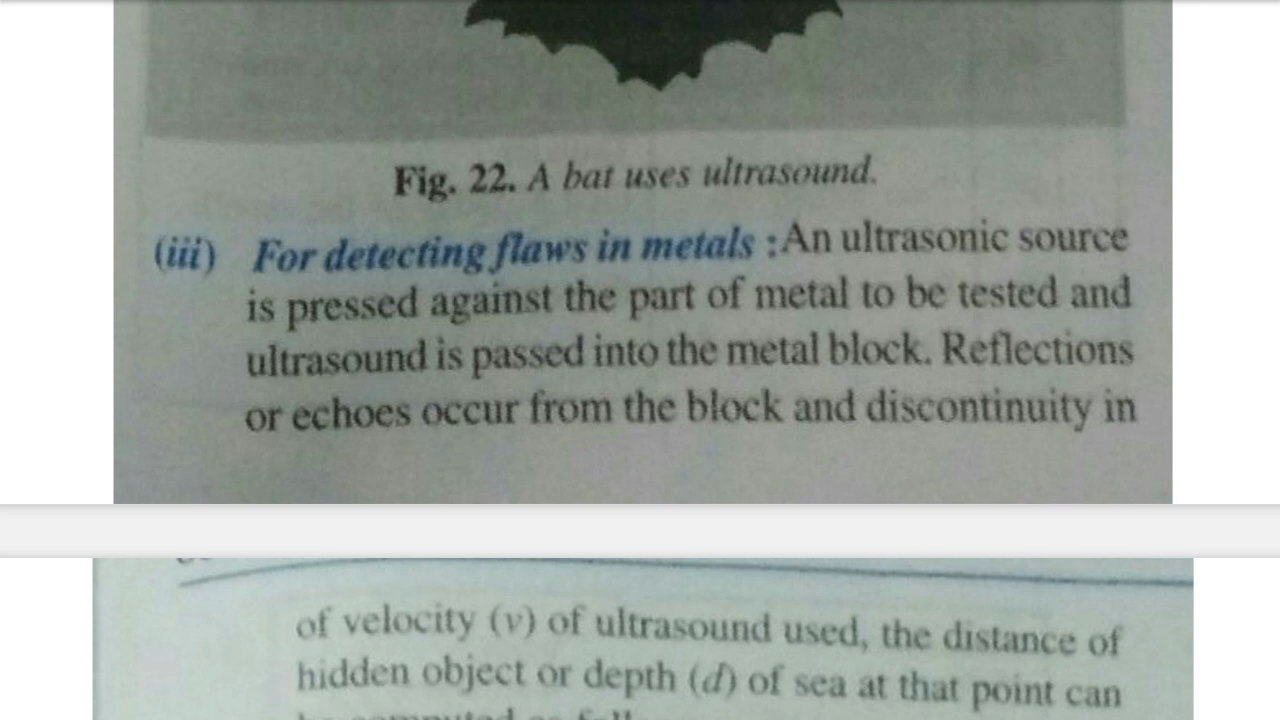 Fig. 22. A bat uses ultrasound.
(iii) For detecting flaws in metals : An ultrasonic source
is pressed against the part of metal to be tested and
ultrasound is passed into the metal block. Reflections
or echoes occur from the block and discontinuity in
of velocity (v) of ultrasound used, the distance of
hidden object or depth (d) of sea at that point can